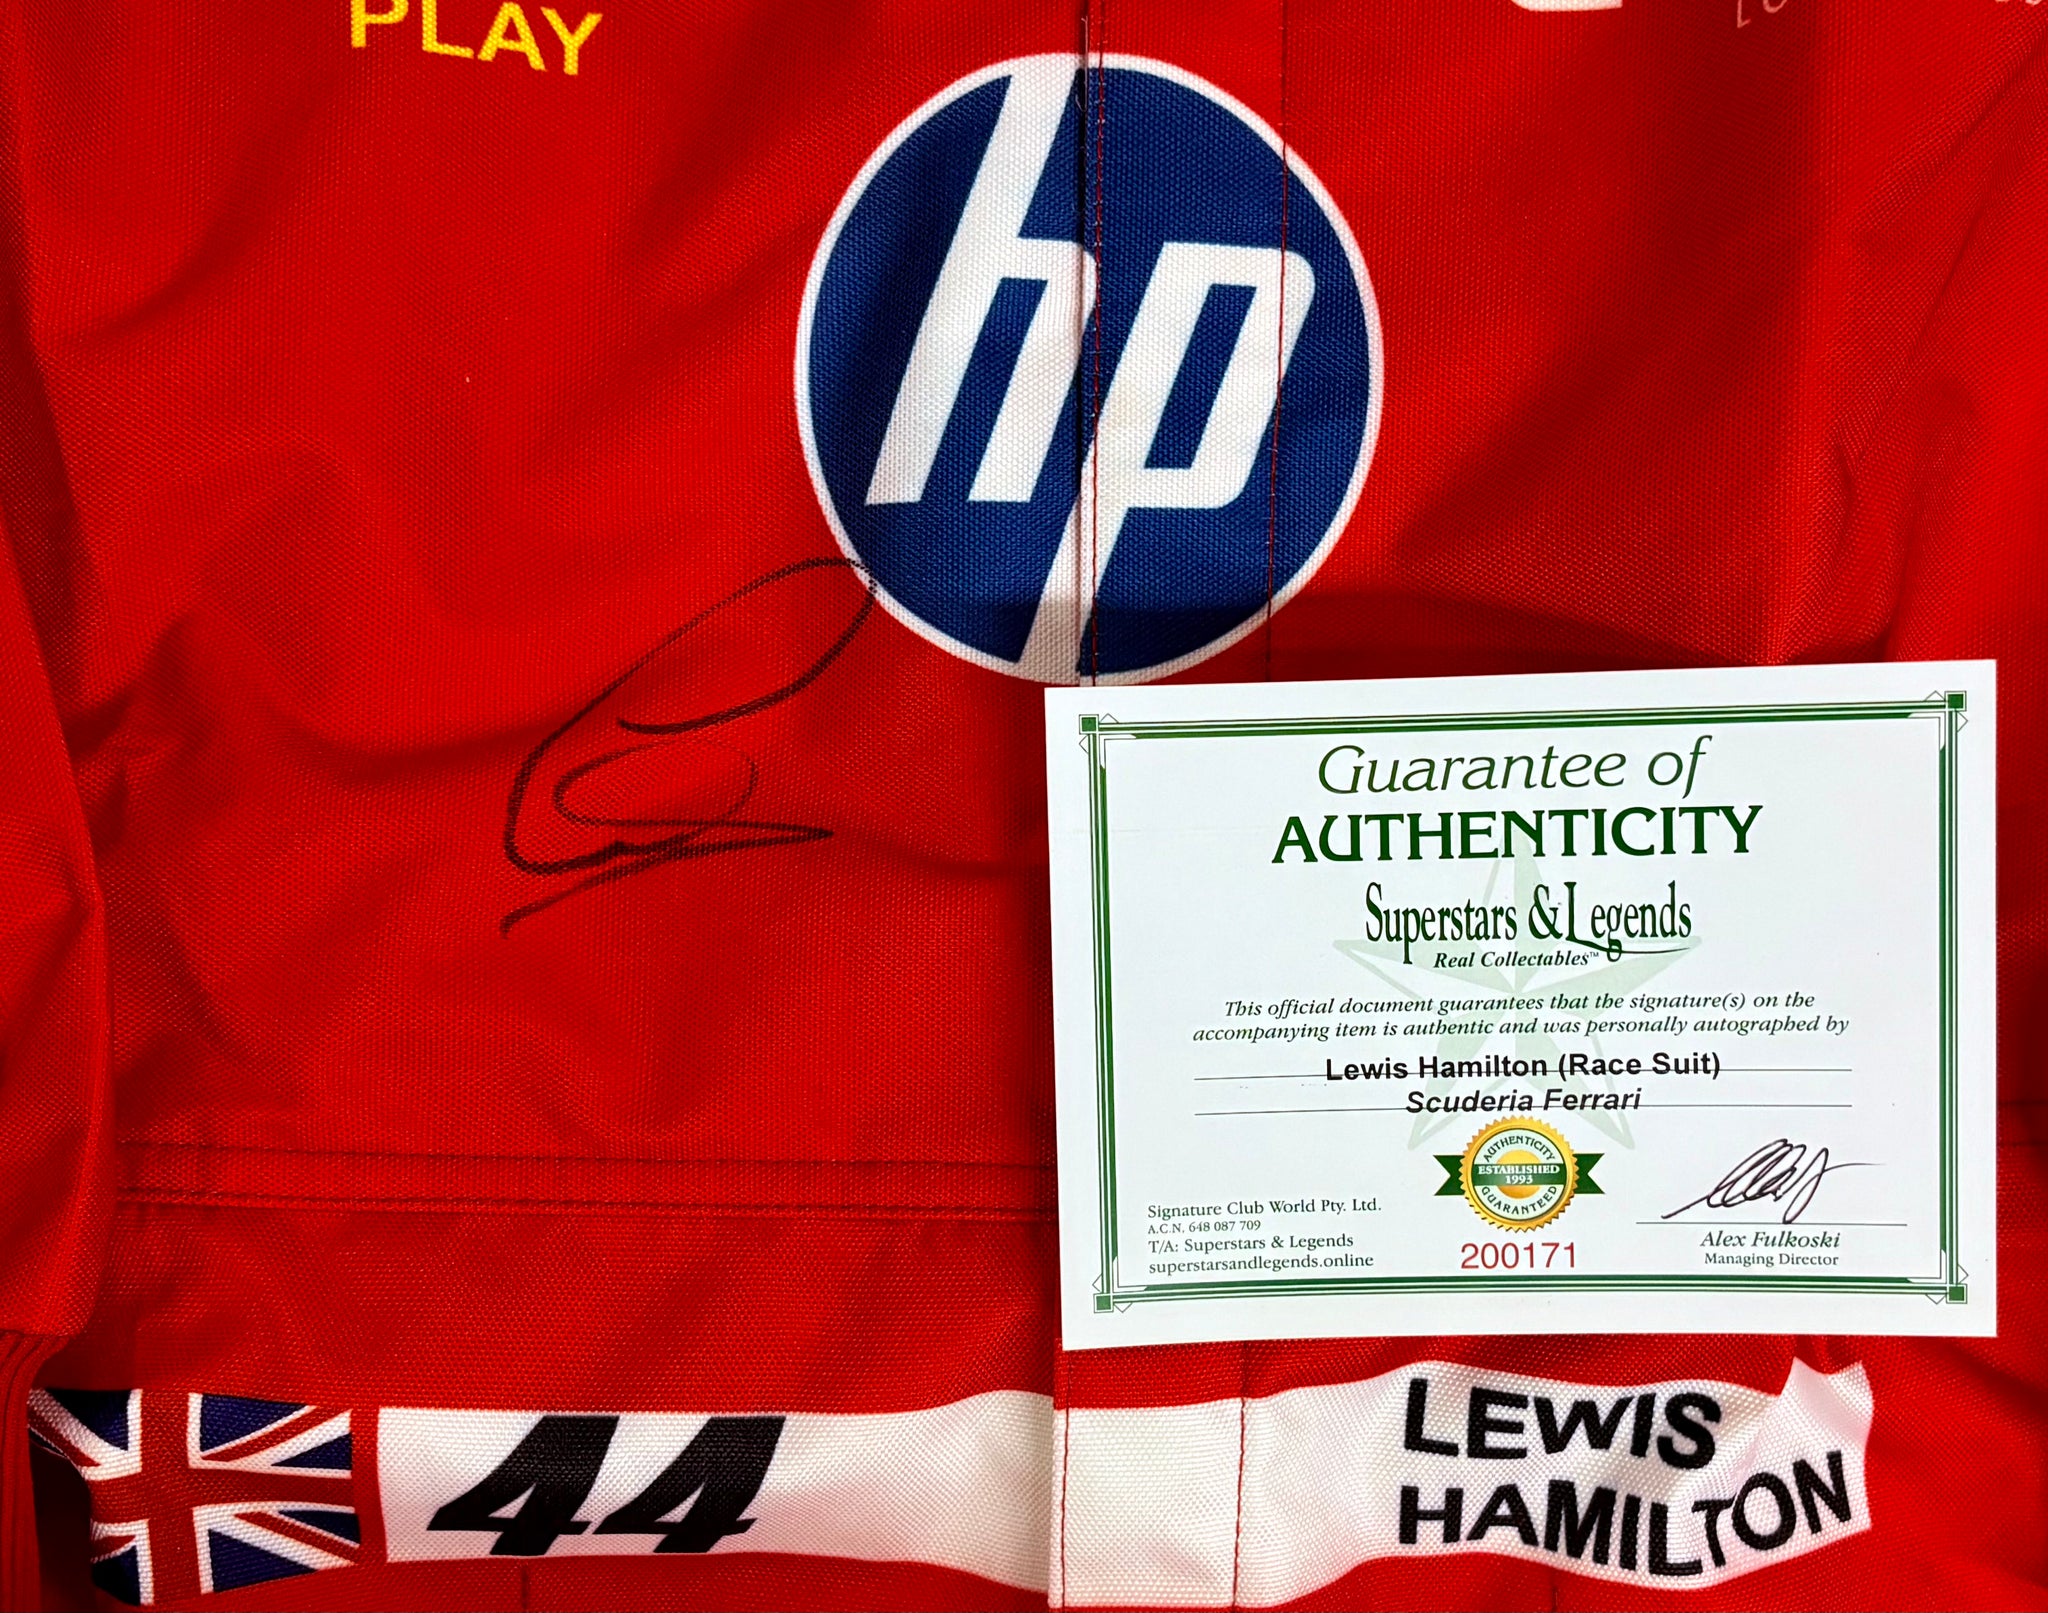 PLAY
hp
Guarantee of
AUTHENTICITY
Superstars & Legends
Real Collectables™
This official document guarantees that the signature(s) on the
accompanying item is authentic and was personally autographed by
Lewis Hamilton (Race Suit)
Scuderia Ferrari
AUTHENTICITY
ESTABLISHED
1993
GUARANTEED
Signature Club World Pty. Ltd.
A.C.N. 648 087 709
T/A: Superstars & Legends
superstarsandlegends.online
200171
Alex Fulkoski
Managing Director
44
LEWIS
HAMILTON